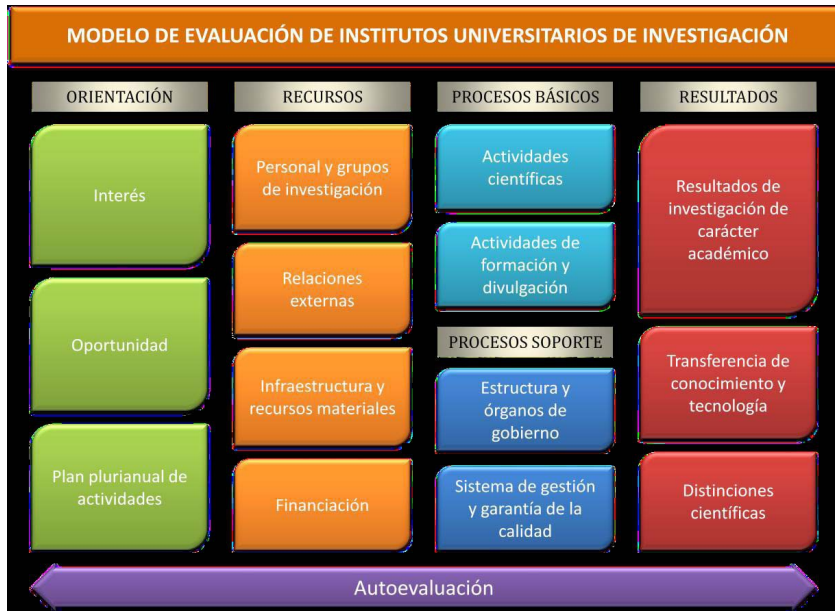 MODELO DE EVALUACIÓN DE INSTITUTOS UNIVERSITARIOS DE INVESTIGACIÓN
ORIENTACIÓN
Interés
Oportunidad
Plan plurianual de
actividades
RECURSOS
Personal y grupos
de investigación
Relaciones
externas
Infraestructura y
recursos materiales
Financiación
PROCESOS BÁSICOS
Actividades
científicas
Actividades de
formación y
divulgación
PROCESOS SOPORTE
Estructura y
órganos de
gobierno
Sistema de gestión
y garantía de la
calidad
RESULTADOS
Resultados de
investigación de
carácter
académico
Transferencia de
conocimiento y
tecnología
Distinciones
científicas
Autoevaluación